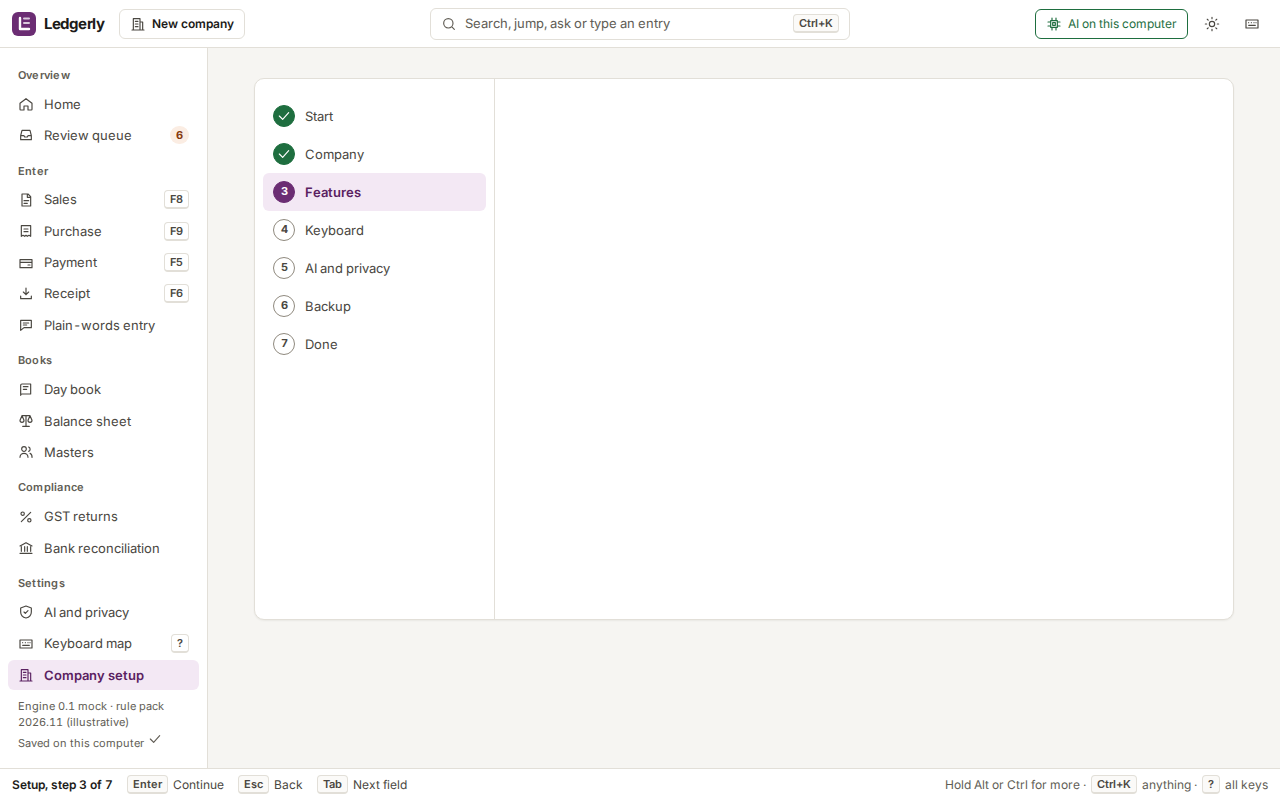 Ledgerly
New company
Search, jump, ask or type an entry
Ctrl+K
AI on this computer
Overview
Home
Review queue 6
Enter
Sales F8
Purchase F9
Payment F5
Receipt F6
Plain-words entry
Books
Day book
Balance sheet
Masters
Compliance
GST returns
Bank reconciliation
Settings
AI and privacy
Keyboard map ?
Company setup
Engine 0.1 mock · rule pack
2026.11 (illustrative)
Saved on this computer
Start
Company
3 Features
4 Keyboard
5 AI and privacy
6 Backup
7 Done
Setup, step 3 of 7 Enter Continue Esc Back Tab Next field
Hold Alt or Ctrl for more · Ctrl+K anything · ? all keys